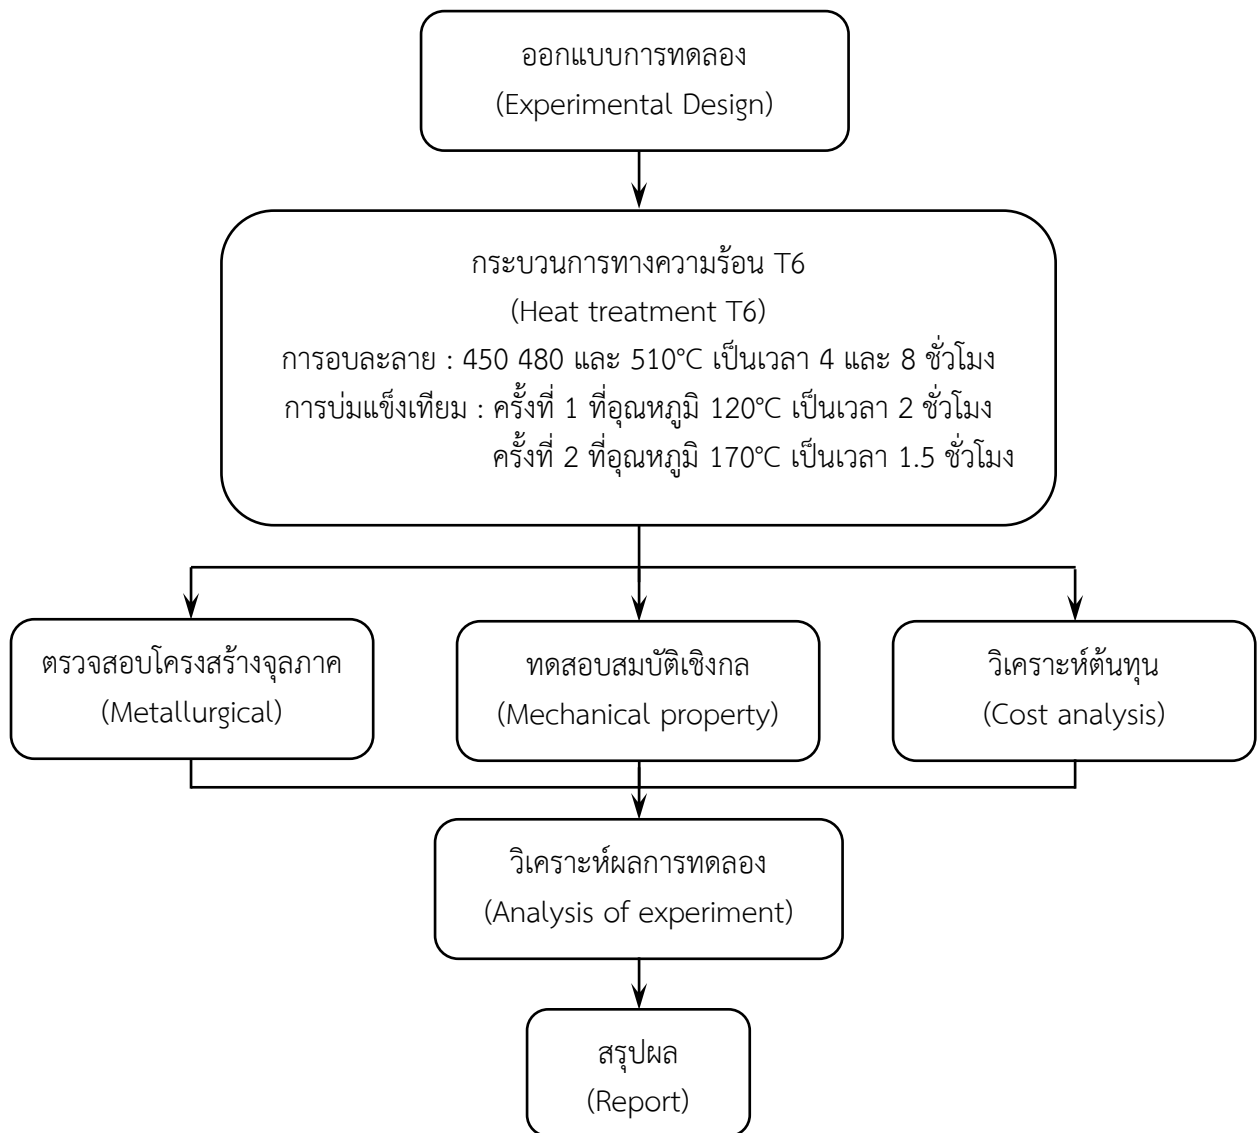 ออกแบบการทดลอง
(Experimental Design)
กระบวนการทางความร้อน T6
(Heat treatment T6)
การอบละลาย : 450 480 และ 510°C เป็นเวลา 4 และ 8 ชั่วโมง
การบ่มแข็งเทียม : ครั้งที่ 1 ที่อุณหภูมิ 120°C เป็นเวลา 2 ชั่วโมง
ครั้งที่ 2 ที่อุณหภูมิ 170°C เป็นเวลา 1.5 ชั่วโมง
ตรวจสอบโครงสร้างจุลภาค
(Metallurgical)
ทดสอบสมบัติเชิงกล
(Mechanical property)
วิเคราะห์ต้นทุน
(Cost analysis)
วิเคราะห์ผลการทดลอง
(Analysis of experiment)
สรุปผล
(Report)